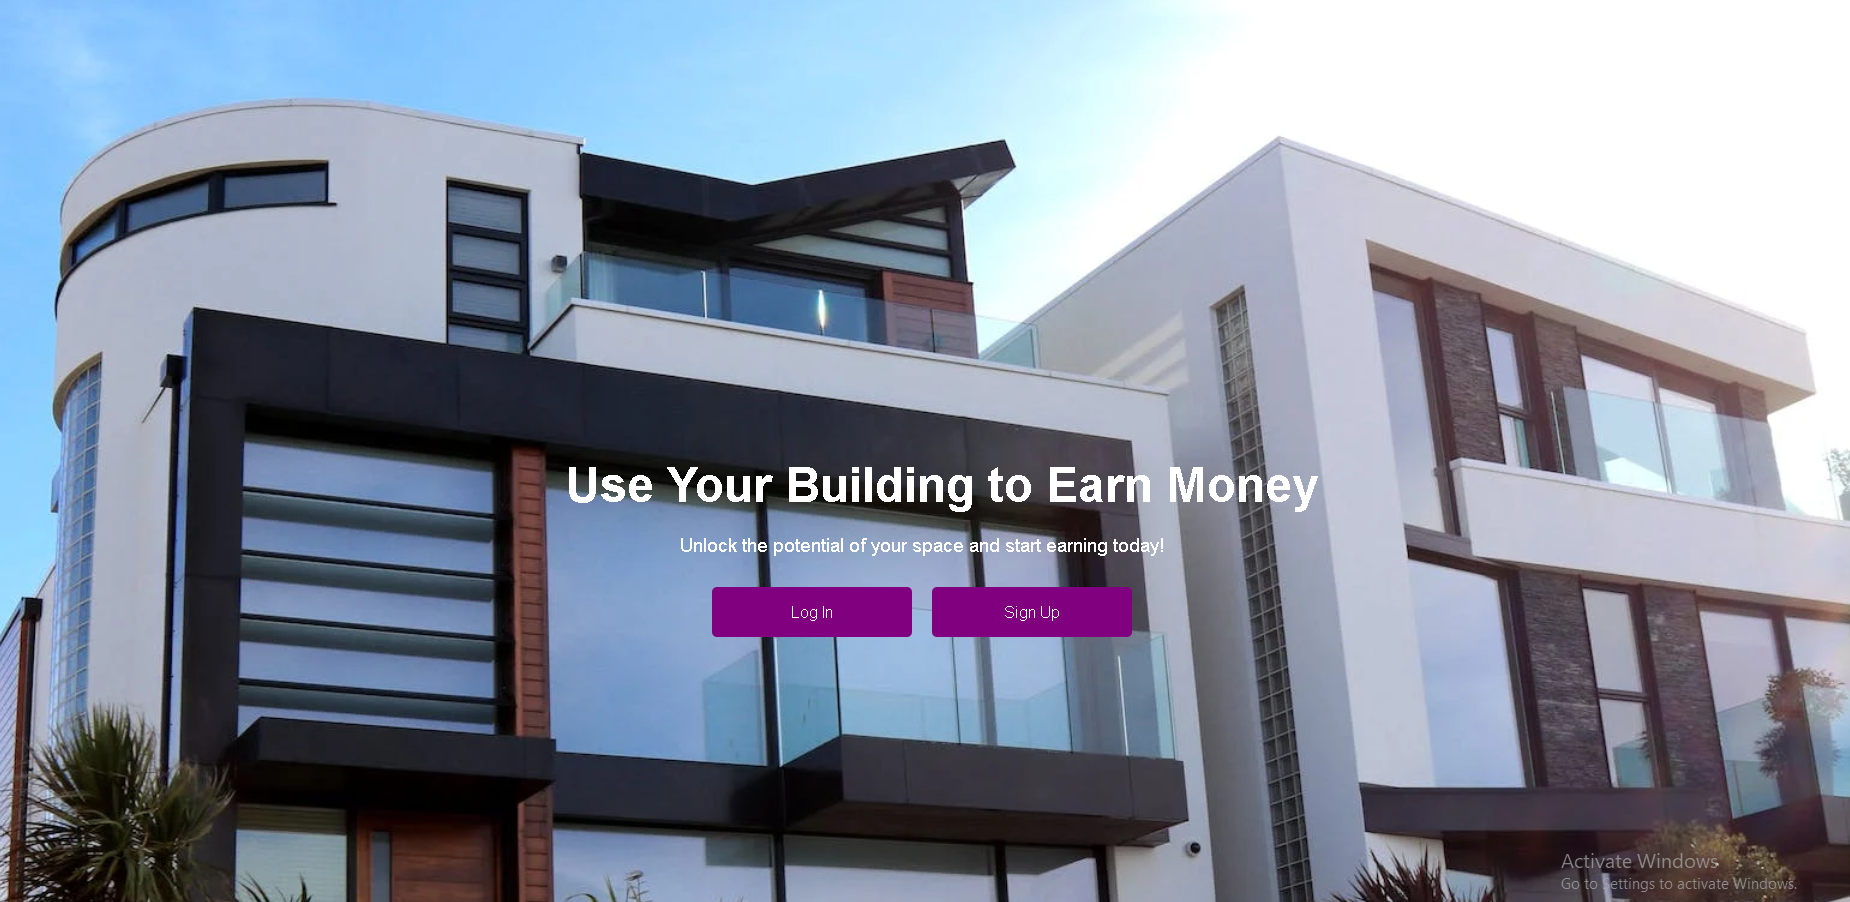 Use Your Building to Earn Money
Unlock the potential of your space and start earning today!
Log In
Sign Up
Activate Windows
Go to Settings to activate Windows.